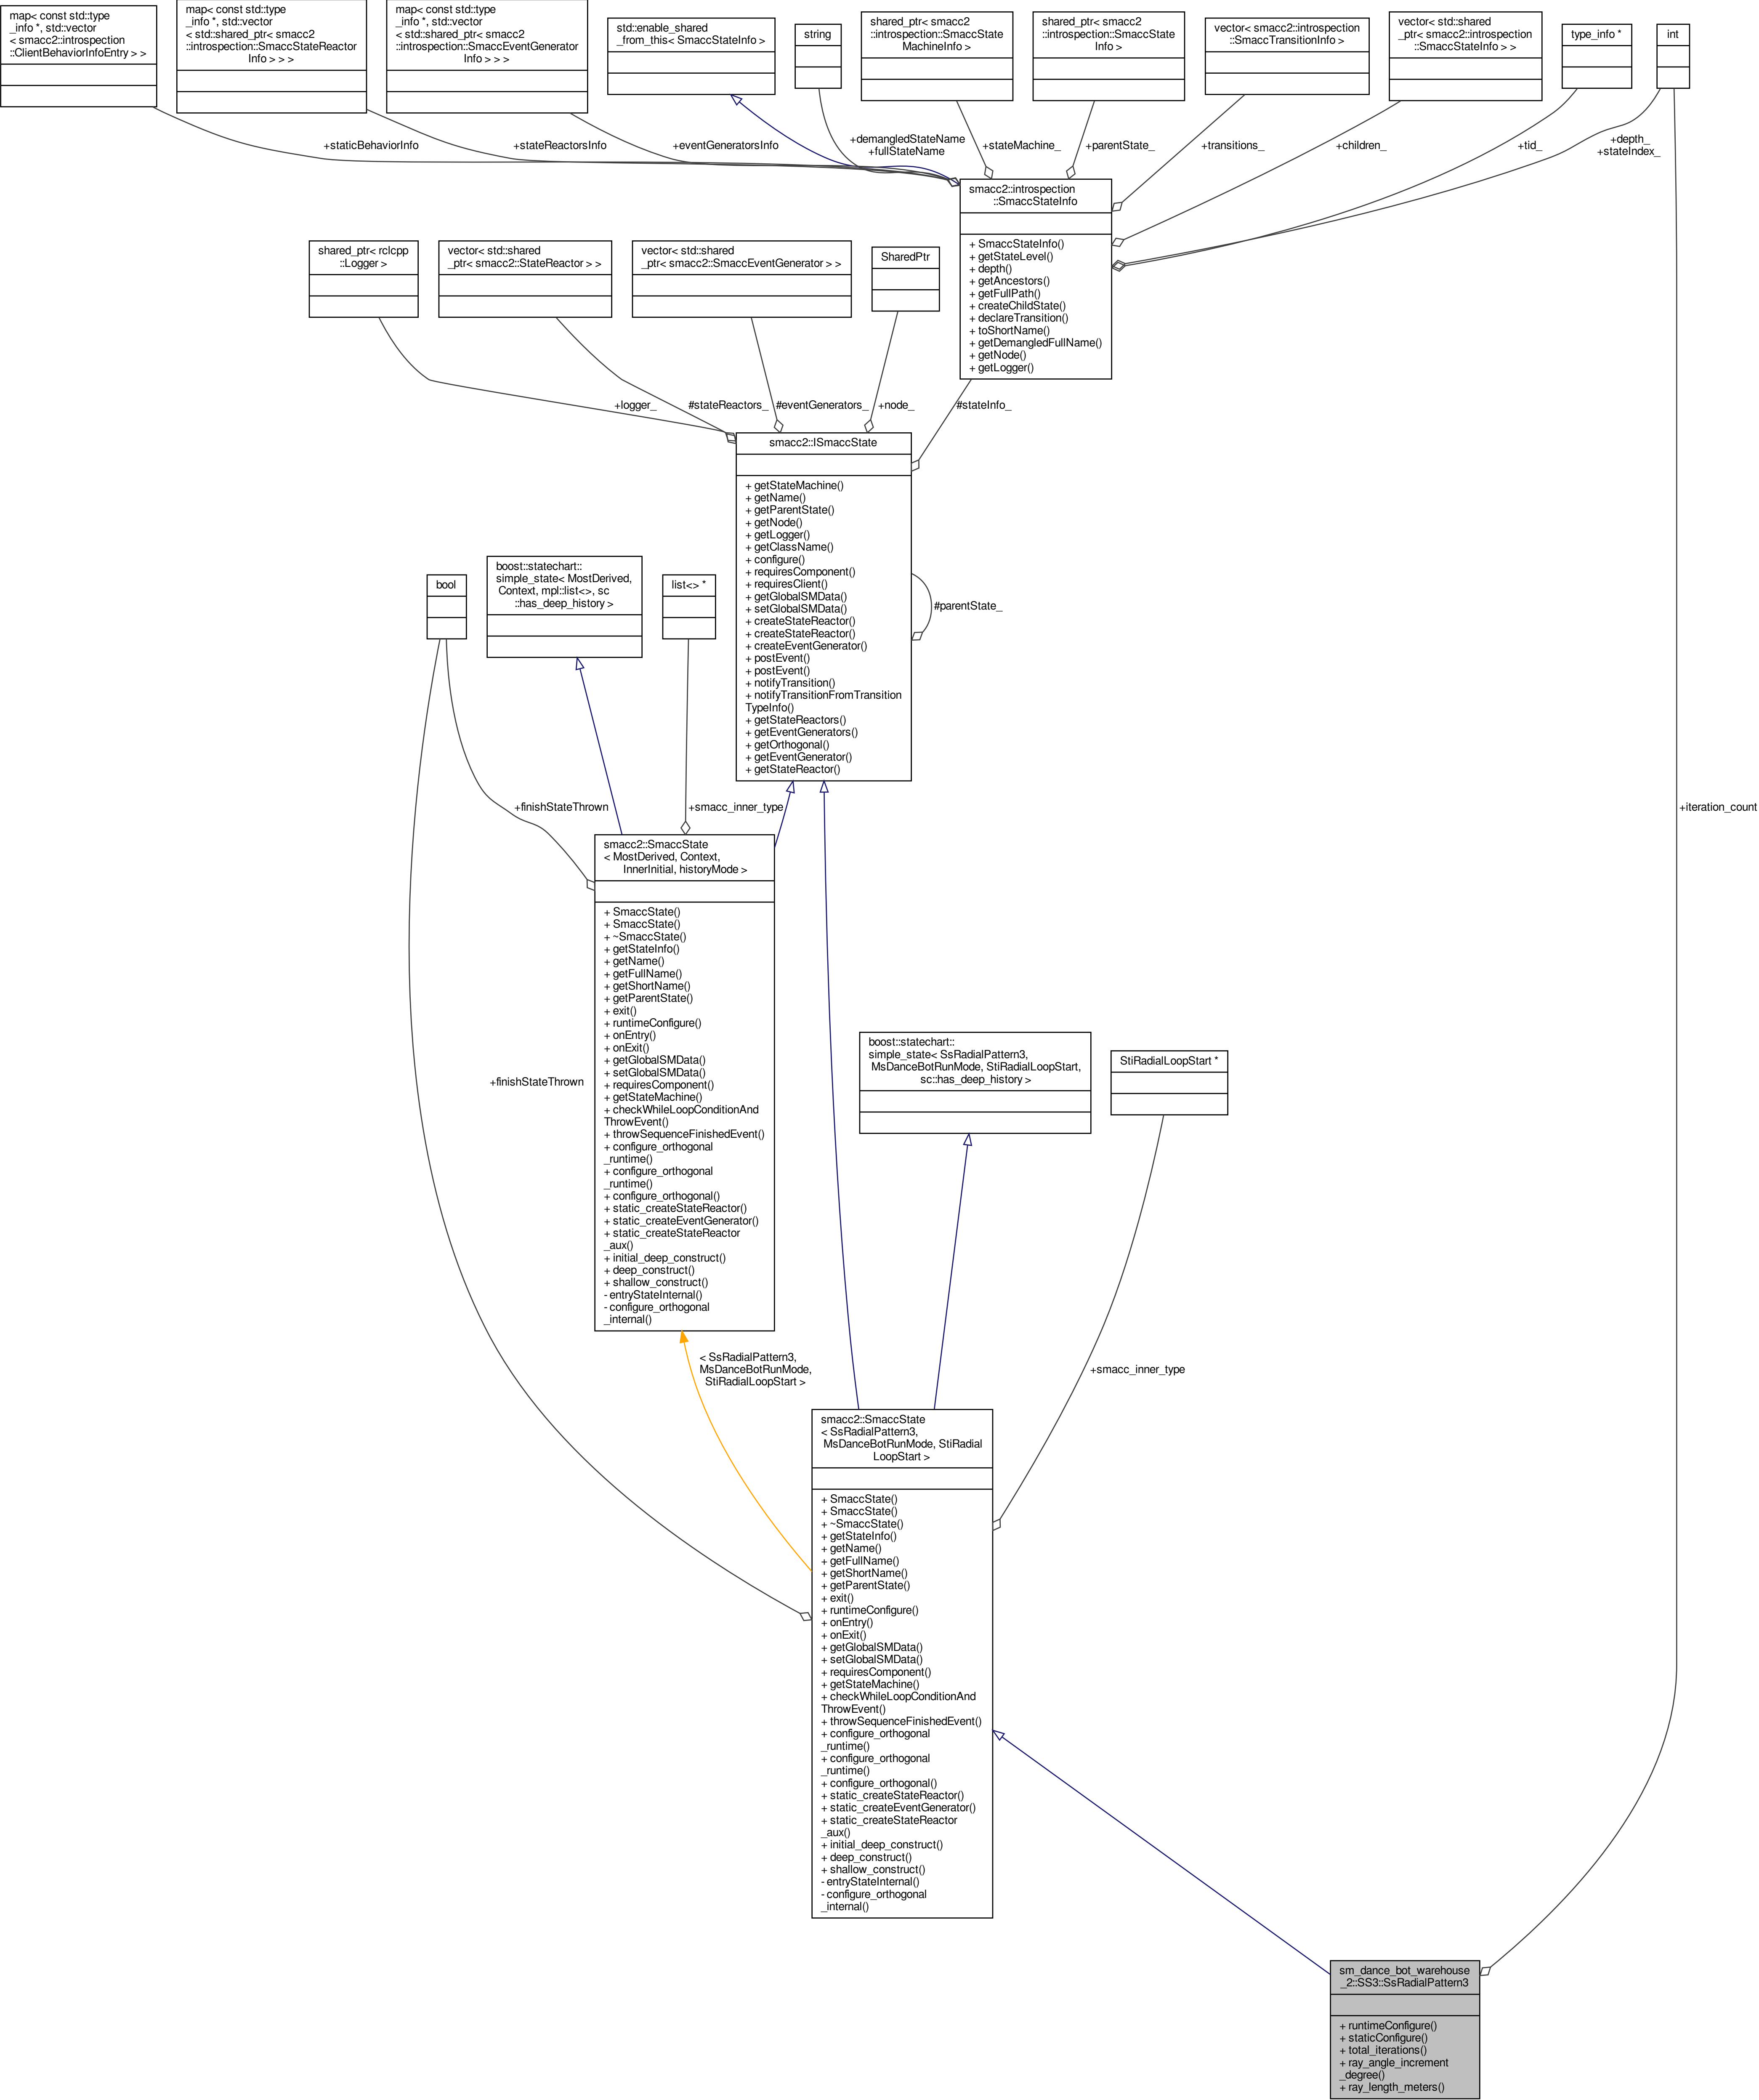 map< const std::type
_info *, std::vector
< smacc2::introspection
::ClientBehaviorInfoEntry > >
map< const std::type
_info *, std::vector
< std::shared_ptr< smacc2
::introspection::SmaccStateReactor
Info > > >
map< const std::type
_info *, std::vector
< std::shared_ptr< smacc2
::introspection::SmaccEventGenerator
Info > > >
std::enable_shared
_from_this< SmaccStateInfo >
string
shared_ptr< smacc2
::introspection::SmaccState
MachineInfo >
shared_ptr< smacc2
::introspection::SmaccState
Info >
vector< smacc2::introspection
::SmaccTransitionInfo >
vector< std::shared
_ptr< smacc2::introspection
::SmaccStateInfo > >
type_info *
int
+staticBehaviorInfo
+stateReactorsInfo
+eventGeneratorsInfo
+demangledStateName
+fullStateName
+stateMachine_
+parentState_
+transitions_
+children_
+tid_
+depth_
+stateIndex_
smacc2::introspection
::SmaccStateInfo
+ SmaccStateInfo()
+ getStateLevel()
+ depth()
+ getAncestors()
+ getFullPath()
+ createChildState()
+ declareTransition()
+ toShortName()
+ getDemangledFullName()
+ getNode()
+ getLogger()
shared_ptr< rclcpp
::Logger >
vector< std::shared
_ptr< smacc2::StateReactor > >
vector< std::shared
_ptr< smacc2::SmaccEventGenerator > >
SharedPtr
+logger_
#stateReactors_
#eventGenerators_
+node_
#stateInfo_
smacc2::ISmaccState
+ getStateMachine()
+ getName()
+ getParentState()
+ getNode()
+ getLogger()
+ getClassName()
+ configure()
+ requiresComponent()
+ requiresClient()
+ getGlobalSMData()
+ setGlobalSMData()
+ createStateReactor()
+ createStateReactor()
+ createEventGenerator()
+ postEvent()
+ postEvent()
+ notifyTransition()
+ notifyTransitionFromTransition
TypeInfo()
+ getStateReactors()
+ getEventGenerators()
+ getOrthogonal()
+ getEventGenerator()
+ getStateReactor()
#parentState_
bool
boost::statechart::
simple_state< MostDerived,
Context, mpl::list<>, sc
::has_deep_history >
list<> *
+finishStateThrown
+smacc_inner_type
+iteration_count
smacc2::SmaccState
< MostDerived, Context,
InnerInitial, historyMode >
+ SmaccState()
+ SmaccState()
+ ~SmaccState()
+ getStateInfo()
+ getName()
+ getFullName()
+ getShortName()
+ getParentState()
+ exit()
+ runtimeConfigure()
+ onEntry()
+ onExit()
+ getGlobalSMData()
+ setGlobalSMData()
+ requiresComponent()
+ getStateMachine()
+ checkWhileLoopConditionAnd
ThrowEvent()
+ throwSequenceFinishedEvent()
+ configure_orthogonal
_runtime()
+ configure_orthogonal
_runtime()
+ configure_orthogonal()
+ static_createStateReactor()
+ static_createEventGenerator()
+ static_createStateReactor
_aux()
+ initial_deep_construct()
+ deep_construct()
+ shallow_construct()
- entryStateInternal()
- configure_orthogonal
_internal()
+finishStateThrown
boost::statechart::
simple_state< SsRadialPattern3,
MsDanceBotRunMode, StiRadialLoopStart,
sc::has_deep_history >
StiRadialLoopStart *
< SsRadialPattern3,
MsDanceBotRunMode,
StiRadialLoopStart >
+smacc_inner_type
smacc2::SmaccState
< SsRadialPattern3,
MsDanceBotRunMode, StiRadial
LoopStart >
+ SmaccState()
+ SmaccState()
+ ~SmaccState()
+ getStateInfo()
+ getName()
+ getFullName()
+ getShortName()
+ getParentState()
+ exit()
+ runtimeConfigure()
+ onEntry()
+ onExit()
+ getGlobalSMData()
+ setGlobalSMData()
+ requiresComponent()
+ getStateMachine()
+ checkWhileLoopConditionAnd
ThrowEvent()
+ throwSequenceFinishedEvent()
+ configure_orthogonal
_runtime()
+ configure_orthogonal
_runtime()
+ configure_orthogonal()
+ static_createStateReactor()
+ static_createEventGenerator()
+ static_createStateReactor
_aux()
+ initial_deep_construct()
+ deep_construct()
+ shallow_construct()
- entryStateInternal()
- configure_orthogonal
_internal()
sm_dance_bot_warehouse
_2::SS3::SsRadialPattern3
+ runtimeConfigure()
+ staticConfigure()
+ total_iterations()
+ ray_angle_increment
_degree()
+ ray_length_meters()